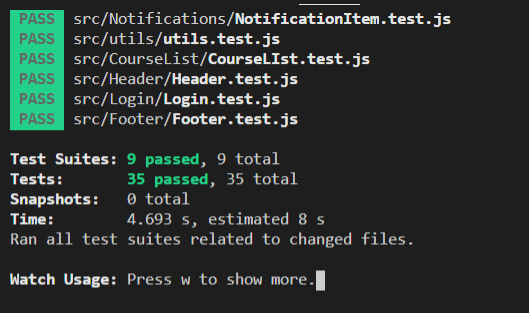 PASS src/Notifications/NotificationItem.test.js
PASS src/utils/utils.test.js
PASS src/CourseList/CourseLIst.test.js
PASS src/Header/Header.test.js
PASS src/Login/Login.test.js
PASS src/Footer/Footer.test.js
Test Suites: 9 passed, 9 total
Tests: 35 passed, 35 total
Snapshots: 0 total
Time: 4.693 s, estimated 8 s
Ran all test suites related to changed files.
Watch Usage: Press w to show more.